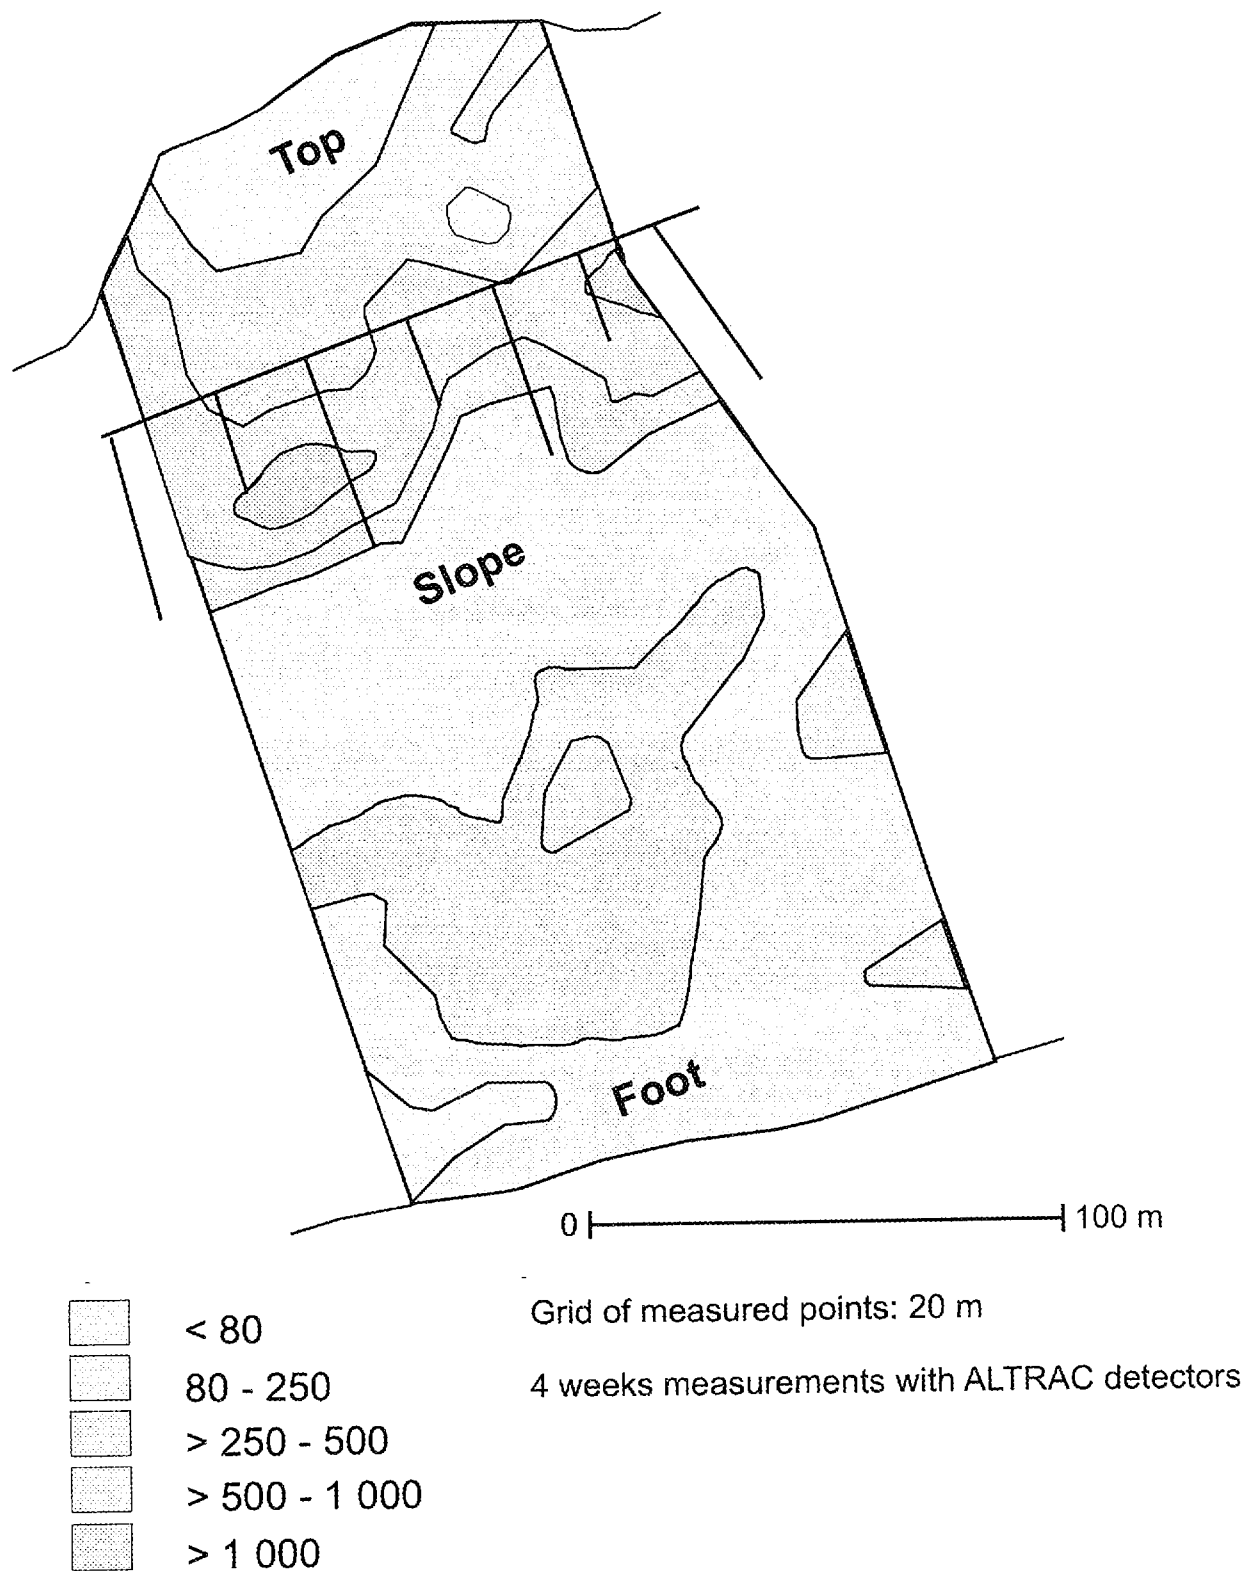 Top
Slope
Foot
0 100 m
< 80
80 - 250
> 250 - 500
> 500 - 1 000
> 1 000
Grid of measured points: 20 m
4 weeks measurements with ALTRAC detectors